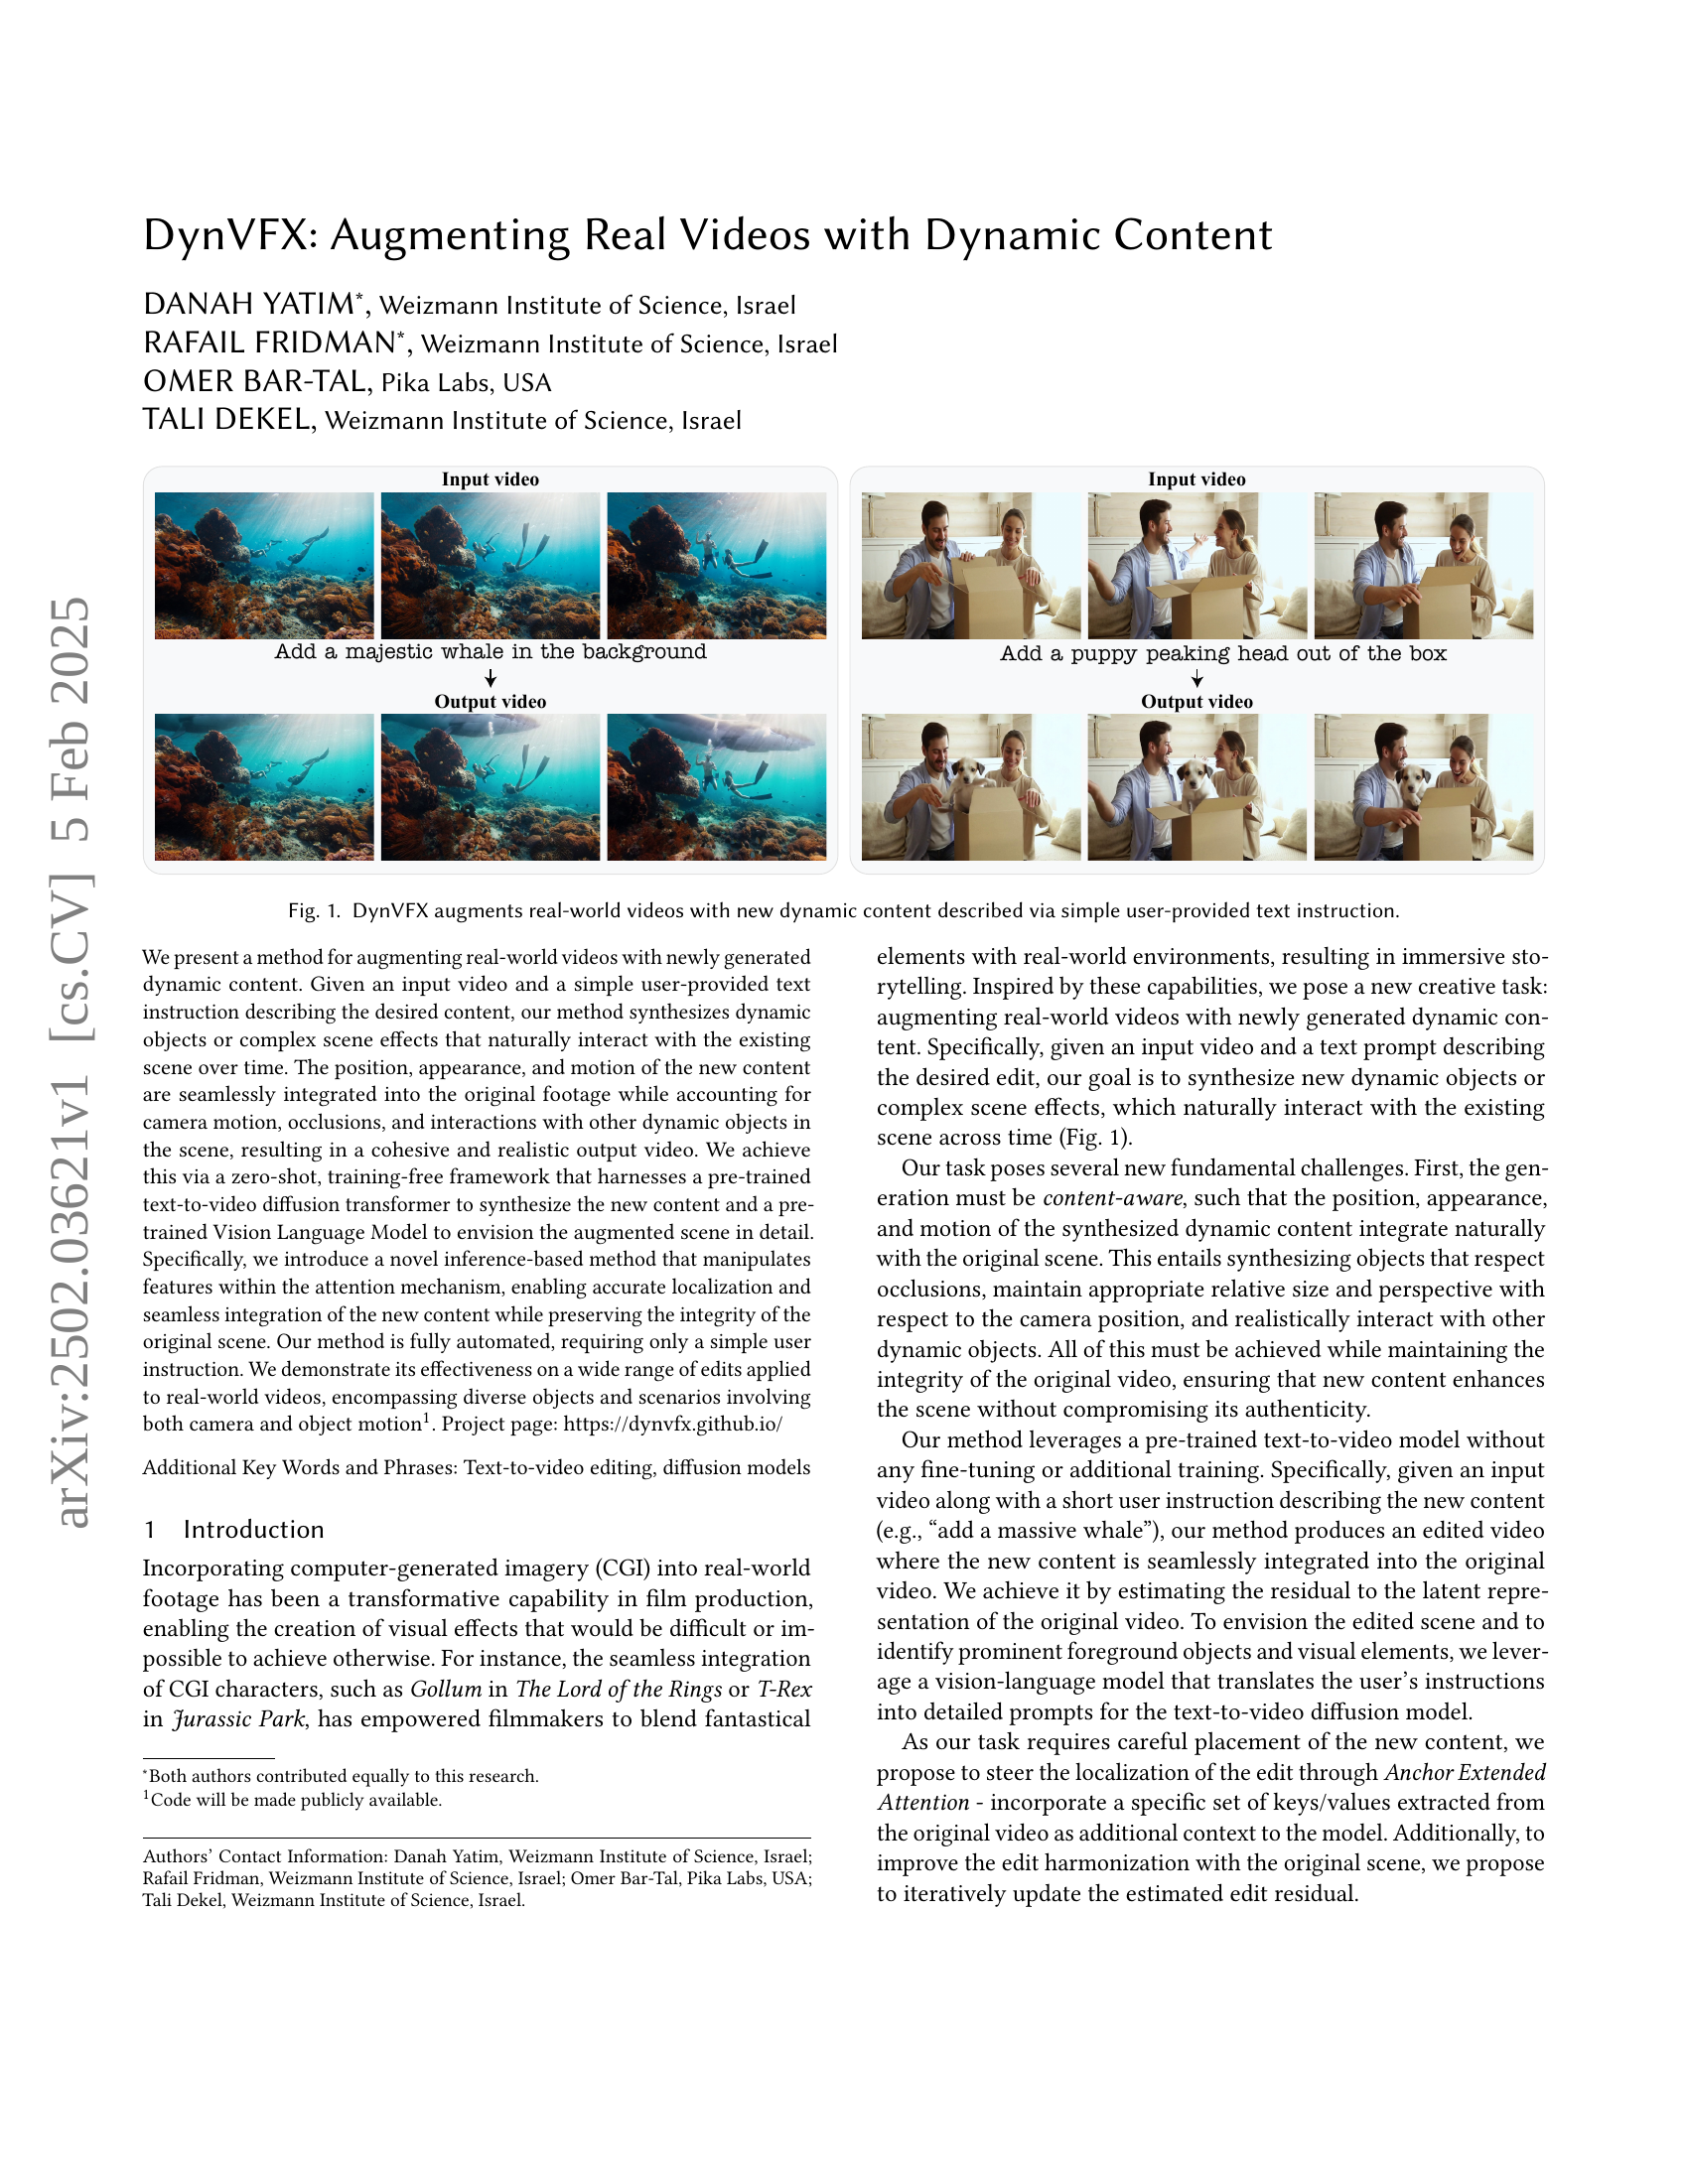 arXiv:2502.03621v1 [cs.CV] 5 Feb 2025
DynVFX: Augmenting Real Videos with Dynamic Content
DANAH YATIM*, Weizmann Institute of Science, Israel
RAFAIL FRIDMAN*, Weizmann Institute of Science, Israel
OMER BAR-TAL, Pika Labs, USA
TALI DEKEL, Weizmann Institute of Science, Israel
Input video
Add a majestic whale in the background
Output video
Input video
Add a puppy peaking head out of the box
Output video
Fig. 1. DynVFX augments real-world videos with new dynamic content described via simple user-provided text instruction.
We present a method for augmenting real-world videos with newly generated
dynamic content. Given an input video and a simple user-provided text
instruction describing the desired content, our method synthesizes dynamic
objects or complex scene effects that naturally interact with the existing
scene over time. The position, appearance, and motion of the new content
are seamlessly integrated into the original footage while accounting for
camera motion, occlusions, and interactions with other dynamic objects in
the scene, resulting in a cohesive and realistic output video. We achieve
this via a zero-shot, training-free framework that harnesses a pre-trained
text-to-video diffusion transformer to synthesize the new content and a pre-
trained Vision Language Model to envision the augmented scene in detail.
Specifically, we introduce a novel inference-based method that manipulates
features within the attention mechanism, enabling accurate localization and
seamless integration of the new content while preserving the integrity of the
original scene. Our method is fully automated, requiring only a simple user
instruction. We demonstrate its effectiveness on a wide range of edits applied
to real-world videos, encompassing diverse objects and scenarios involving
both camera and object motion1. Project page: https://dynvfx.github.io/
Additional Key Words and Phrases: Text-to-video editing, diffusion models
1 Introduction
Incorporating computer-generated imagery (CGI) into real-world
footage has been a transformative capability in film production,
enabling the creation of visual effects that would be difficult or im-
possible to achieve otherwise. For instance, the seamless integration
of CGI characters, such as Gollum in The Lord of the Rings or T-Rex
in Jurassic Park, has empowered filmmakers to blend fantastical
*Both authors contributed equally to this research.
1Code will be made publicly available.
Authors' Contact Information: Danah Yatim, Weizmann Institute of Science, Israel;
Rafail Fridman, Weizmann Institute of Science, Israel; Omer Bar-Tal, Pika Labs, USA;
Tali Dekel, Weizmann Institute of Science, Israel.
elements with real-world environments, resulting in immersive sto-
rytelling. Inspired by these capabilities, we pose a new creative task:
augmenting real-world videos with newly generated dynamic con-
tent. Specifically, given an input video and a text prompt describing
the desired edit, our goal is to synthesize new dynamic objects or
complex scene effects, which naturally interact with the existing
scene across time (Fig. 1).
Our task poses several new fundamental challenges. First, the gen-
eration must be content-aware, such that the position, appearance,
and motion of the synthesized dynamic content integrate naturally
with the original scene. This entails synthesizing objects that respect
occlusions, maintain appropriate relative size and perspective with
respect to the camera position, and realistically interact with other
dynamic objects. All of this must be achieved while maintaining the
integrity of the original video, ensuring that new content enhances
the scene without compromising its authenticity.
Our method leverages a pre-trained text-to-video model without
any fine-tuning or additional training. Specifically, given an input
video along with a short user instruction describing the new content
(e.g., “add a massive whale”), our method produces an edited video
where the new content is seamlessly integrated into the original
video. We achieve it by estimating the residual to the latent repre-
sentation of the original video. To envision the edited scene and to
identify prominent foreground objects and visual elements, we lever-
age a vision-language model that translates the user's instructions
into detailed prompts for the text-to-video diffusion model.
As our task requires careful placement of the new content, we
propose to steer the localization of the edit through Anchor Extended
Attention - incorporate a specific set of keys/values extracted from
the original video as additional context to the model. Additionally, to
improve the edit harmonization with the original scene, we propose
to iteratively update the estimated edit residual.